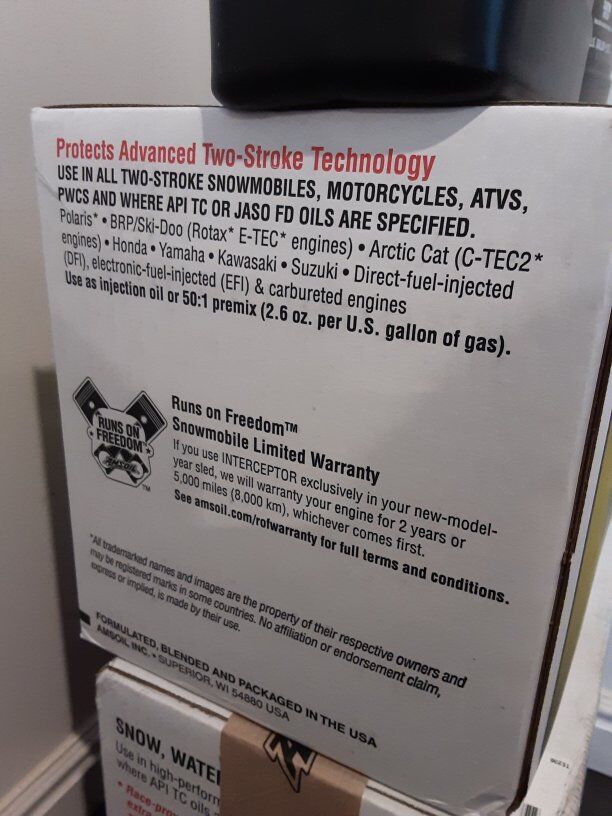 Protects Advanced Two-Stroke Technology
USE IN ALL TWO-STROKE SNOWMOBILES, MOTORCYCLES, ATVS,
PWCS AND WHERE API TC OR JASO FD OILS ARE SPECIFIED.
Polaris* • BRP/Ski-Doo (Rotax* E-TEC* engines) • Arctic Cat (C-TEC2*
engines) • Honda • Yamaha • Kawasaki • Suzuki • Direct-fuel-injected
(DFI), electronic-fuel-injected (EFI) & carbureted engines
Use as injection oil or 50:1 premix (2.6 oz. per U.S. gallon of gas).
RUNS ON
FREEDOM™
AMSOIL
TM
Runs on Freedom™
Snowmobile Limited Warranty
If you use INTERCEPTOR exclusively in your new-model-
year sled, we will warranty your engine for 2 years or
5,000 miles (8,000 km), whichever comes first.
See amsoil.com/rofwarranty for full terms and conditions.
*All trademarked names and images are the property of their respective owners and
may be registered marks in some countries. No affiliation or endorsement claim,
express or implied, is made by their use.
FORMULATED, BLENDED AND PACKAGED IN THE USA
AMSOIL INC. • SUPERIOR, WI 54880 USA
SNOW, WATE
Use in high-perform
where API TC oils
• Race-pro
extra